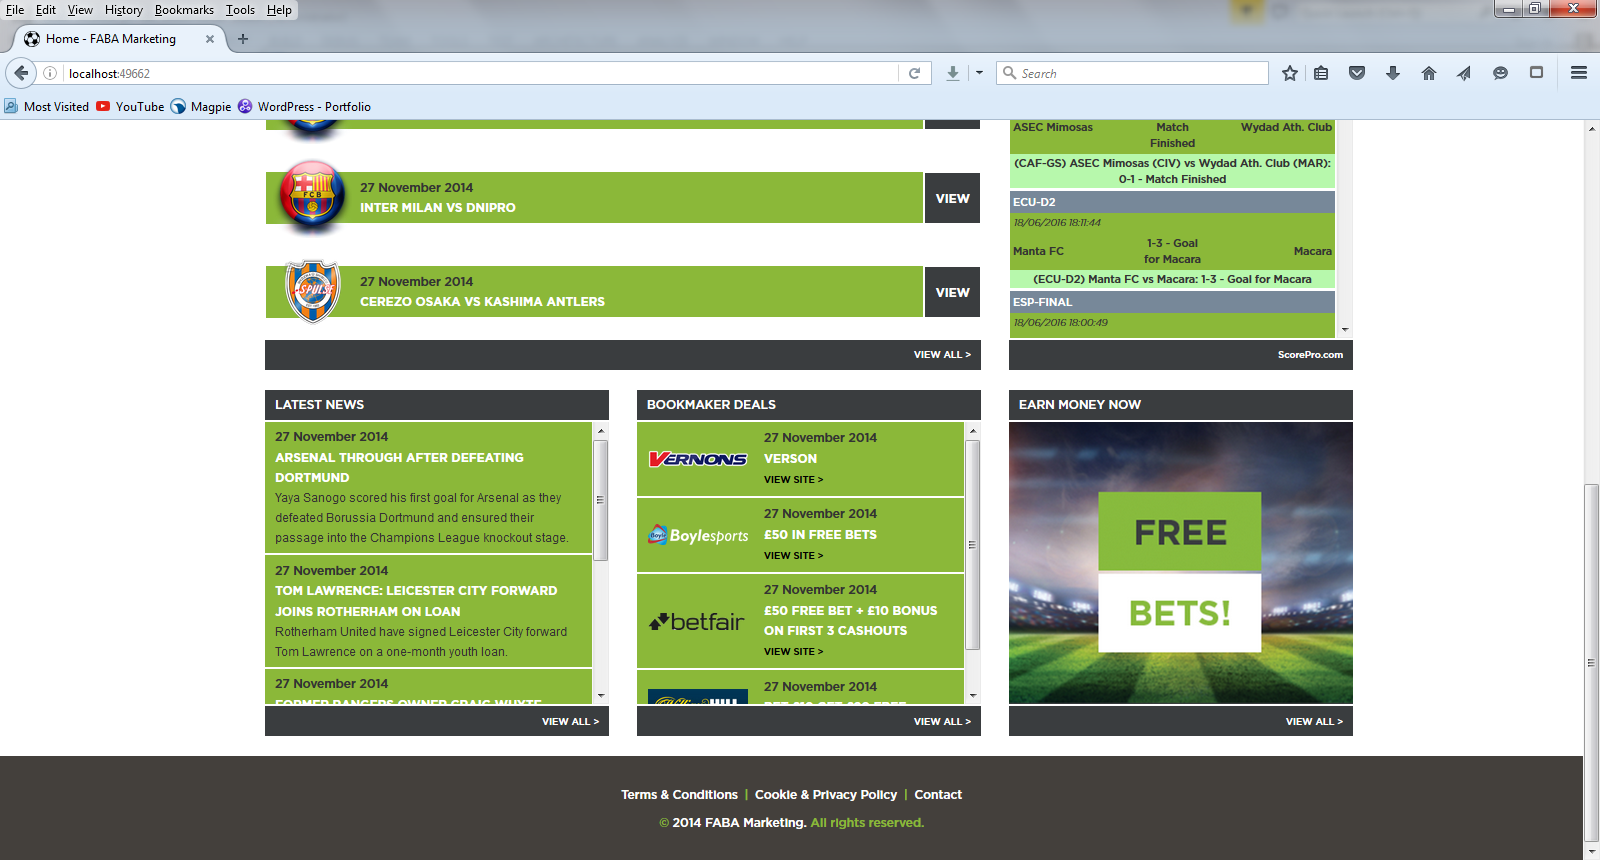 File Edit View History Bookmarks Tools Help
Home - FABA Marketing
localhost:49662
Search
Most Visited YouTube Magpie WordPress - Portfolio
FCB
27 November 2014
INTER MILAN VS DNIPRO
VIEW
S-PULSE
27 November 2014
CEREZO OSAKA VS KASHIMA ANTLERS
VIEW
VIEW ALL >
ASEC Mimosas Match Finished Wydad Ath. Club
(CAF-GS) ASEC Mimosas (CIV) vs Wydad Ath. Club (MAR):
0-1 - Match Finished
ECU-D2
18/06/2016 18:11:44
Manta FC 1-3 - Goal for Macara Macara
(ECU-D2) Manta FC vs Macara: 1-3 - Goal for Macara
ESP-FINAL
18/06/2016 18:00:49
ScorePro.com
LATEST NEWS
27 November 2014
ARSENAL THROUGH AFTER DEFEATING
DORTMUND
Yaya Sanogo scored his first goal for Arsenal as they
defeated Borussia Dortmund and ensured their
passage into the Champions League knockout stage.
27 November 2014
TOM LAWRENCE: LEICESTER CITY FORWARD
JOINS ROTHERHAM ON LOAN
Rotherham United have signed Leicester City forward
Tom Lawrence on a one-month youth loan.
27 November 2014
FORMER RANGERS OWNER CRAIG WHYTE
VIEW ALL >
BOOKMAKER DEALS
VERNONS
27 November 2014
VERSON
VIEW SITE >
Boyle Boylesports
27 November 2014
£50 IN FREE BETS
VIEW SITE >
betfair
27 November 2014
£50 FREE BET + £10 BONUS
ON FIRST 3 CASHOUTS
VIEW SITE >
HILL
27 November 2014
VIEW ALL >
EARN MONEY NOW
FREE
BETS!
VIEW ALL >
Terms & Conditions | Cookie & Privacy Policy | Contact
© 2014 FABA Marketing. All rights reserved.